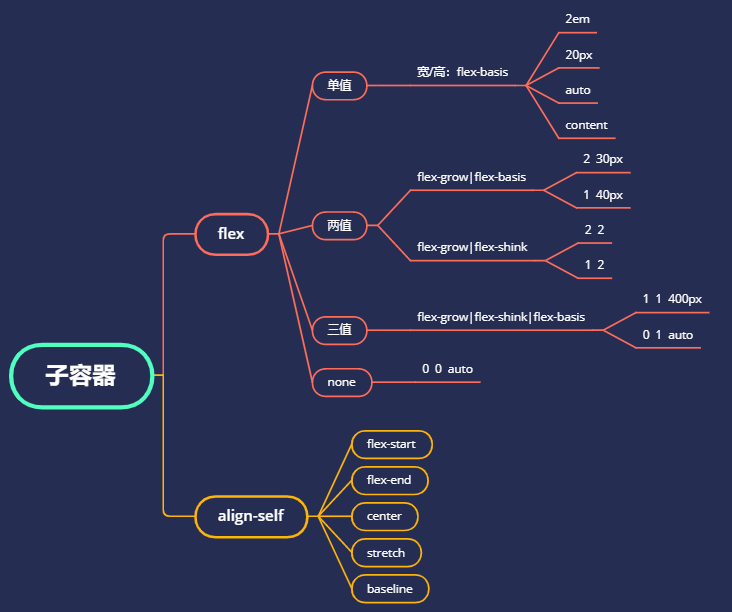 子容器
flex
单值
宽/高：flex-basis
2em
20px
auto
content
两值
flex-grow|flex-basis
2 30px
1 40px
flex-grow|flex-shink
2 2
1 2
三值
flex-grow|flex-shink|flex-basis
1 1 400px
0 1 auto
none
0 0 auto
align-self
flex-start
flex-end
center
stretch
baseline